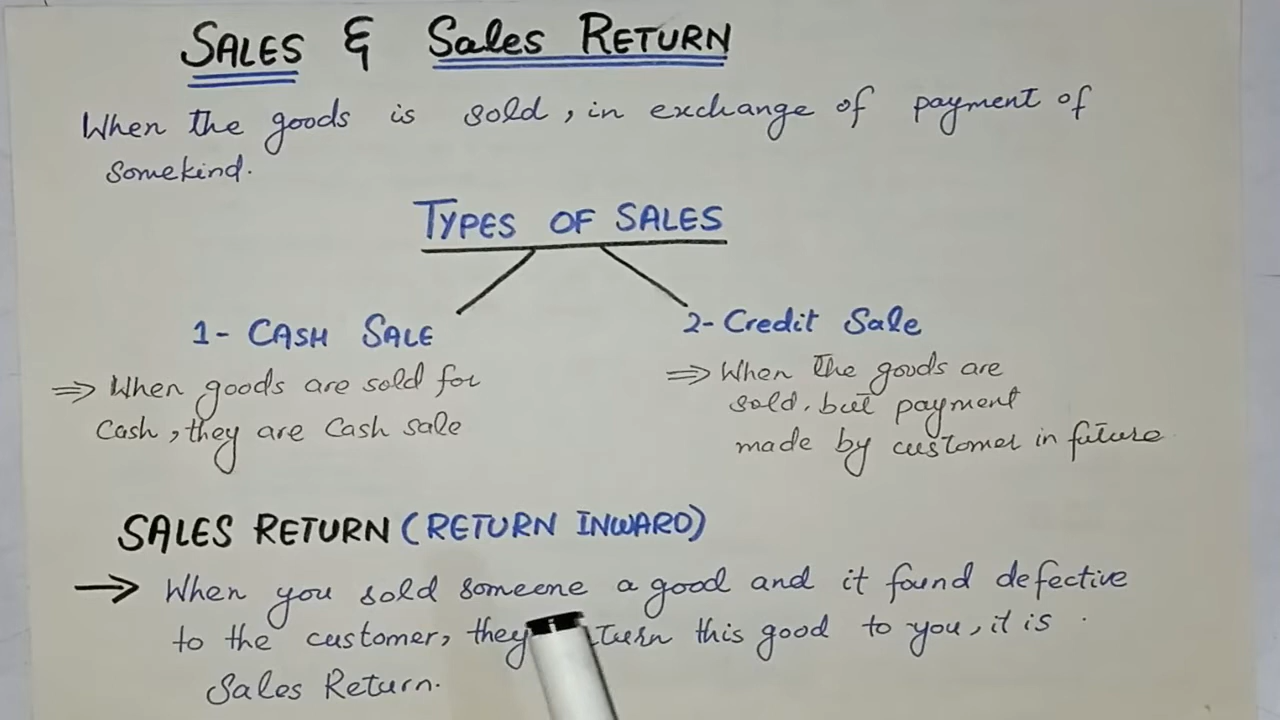 SALES & Sales RETURN
When the goods is sold, in exchange of payment of
somekind.
TYPES OF SALES
1- CASH SALE
⇒ When goods are sold for
Cash, they are Cash sale
2- Credit Sale
⇒ When the goods are
sold. but payment
made by customer in future
SALES RETURN (RETURN INWARD)
→ When you sold someone a good and it found defective
to the customer, they this good to you, it is
Sales Return.